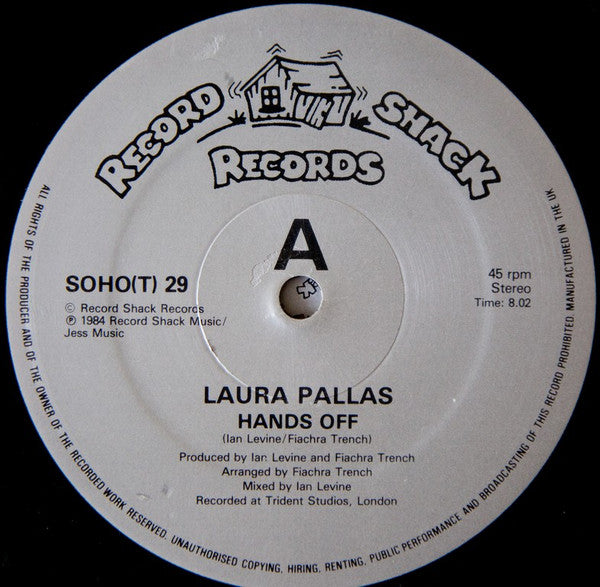 RECORD SHACK
RECORDS
A
SOHO(T) 29
45 rpm
Stereo
Time: 8.02
© Record Shack Records
℗ 1984 Record Shack Music/
Jess Music
LAURA PALLAS
HANDS OFF
(Ian Levine/Fiachra Trench)
Produced by Ian Levine and Fiachra Trench
Arranged by Fiachra Trench
Mixed by Ian Levine
Recorded at Trident Studios, London
ALL RIGHTS OF THE PRODUCER AND OF THE OWNER OF THE RECORDED WORK RESERVED. UNAUTHORISED COPYING, HIRING, RENTING, PUBLIC PERFORMANCE AND BROADCASTING OF THIS RECORD PROHIBITED MANUFACTURED IN THE UK